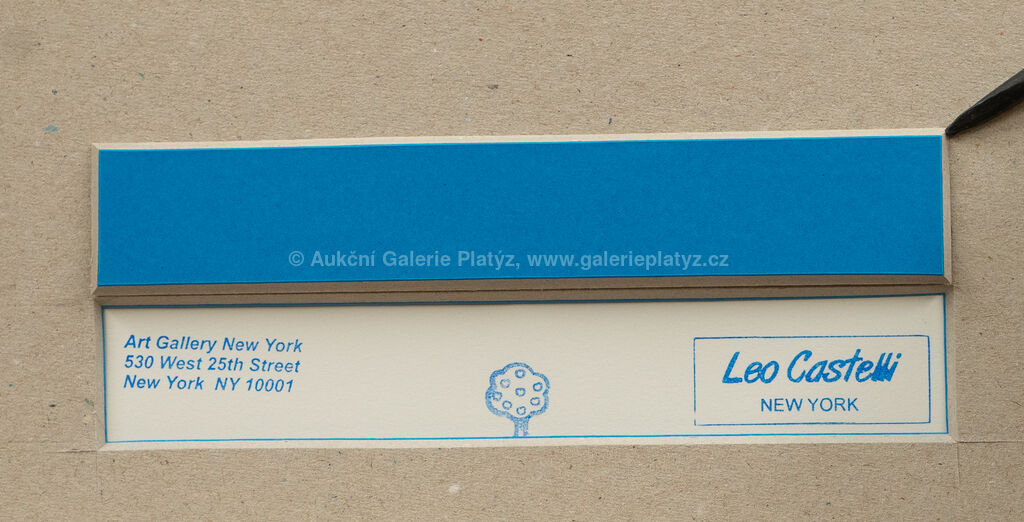 © Aukční Galerie Platýz, www.galerieplatyz.cz
Art Gallery New York
530 West 25th Street
New York NY 10001
Leo Castelli
NEW YORK